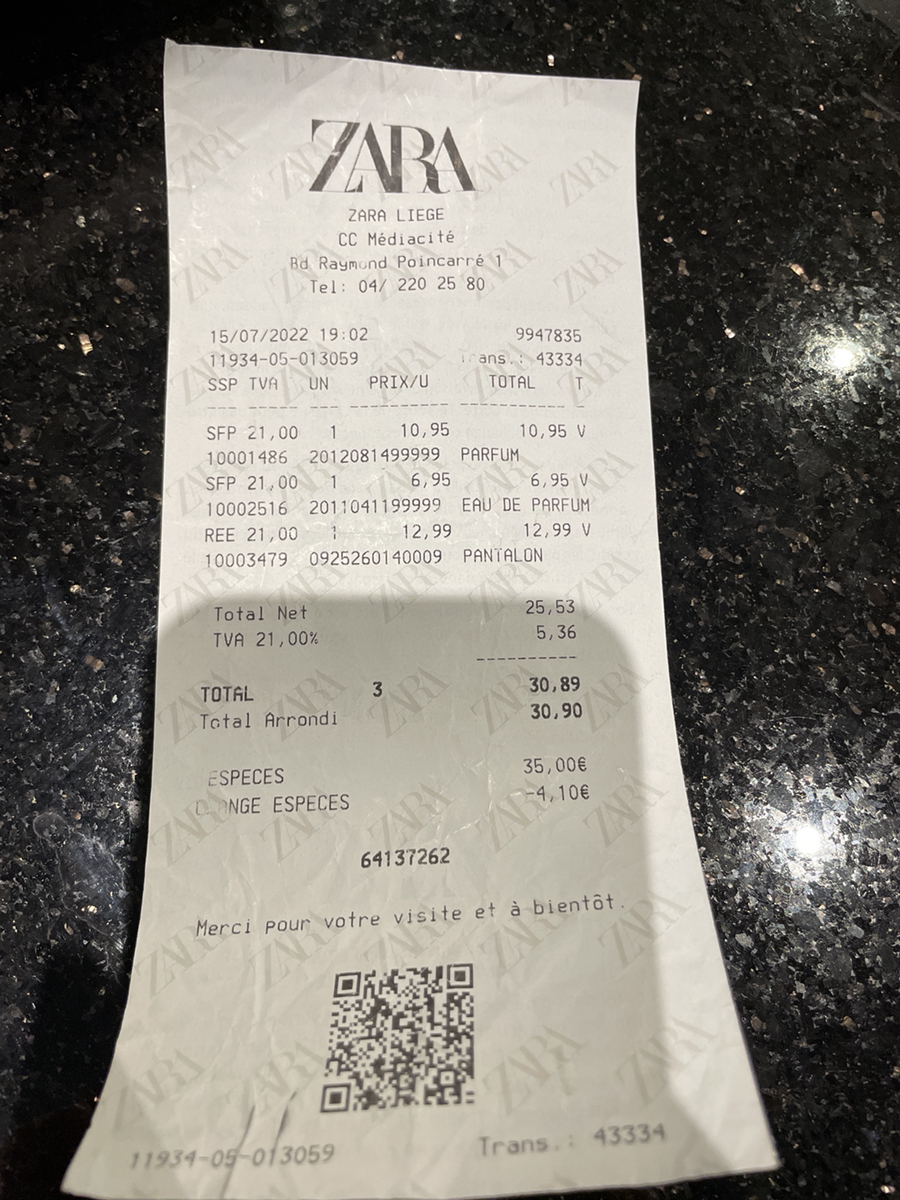 ZARA
ZARA LIEGE
CC Médiacité
Bd Raymond Poincarré 1
Tel: 04/ 220 25 80
15/07/2022 19:02 9947835
11934-05-013059 Trans.: 43334
SSP TVA UN PRIX/U TOTAL T
--- ---- --- ---------- ----------- -
SFP 21,00 1 10,95 10,95 V
10001486 2012081499999 PARFUM
SFP 21,00 1 6,95 6,95 V
10002516 2011041199999 EAU DE PARFUM
REE 21,00 1 12,99 12,99 V
10003479 0925260140009 PANTALON
Total Net 25,53
TVA 21,00% 5,36
----------
TOTAL 3 30,89
Total Arrondi 30,90
ESPECES 35,00€
ESPECES -4,10€
64137262
Merci pour votre visite et à bientôt.
11934-05-013059 Trans.: 43334